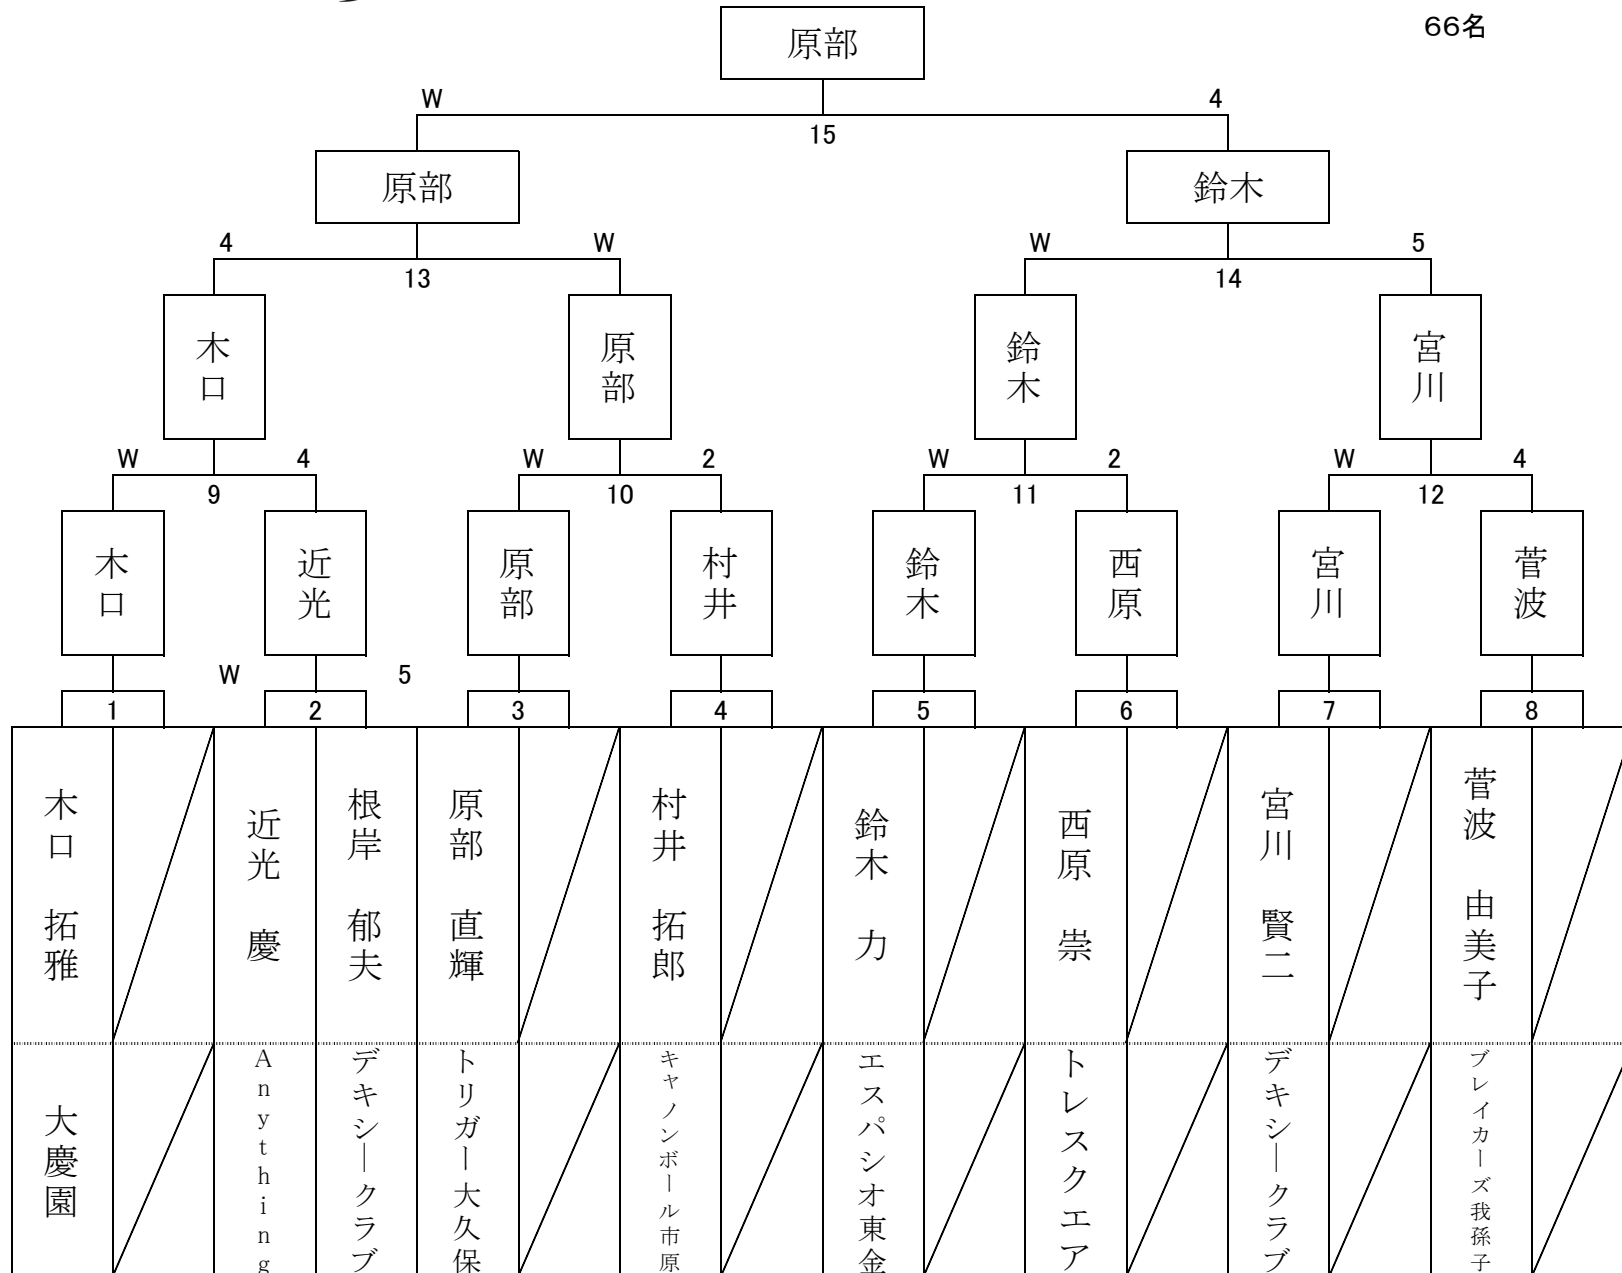 66名
原部
W 4
15
原部 鈴木
4 W W 5
13 14
木口 原部 鈴木 宮川
W 4 W 2 W 2 W 4
9 10 11 12
木口 近光 原部 村井 鈴木 西原 宮川 菅波
W 5
1 2 3 4 5 6 7 8
木口 拓雅
近光 慶
根岸 郁夫
原部 直輝
村井 拓郎
鈴木 力
西原 崇
宮川 賢二
菅波 由美子
大慶園
Anything
デキシークラブ
トリガー大久保
キャノンボール市原
エスパシオ東金
トレスクエア
デキシークラブ
ブレイカーズ我孫子